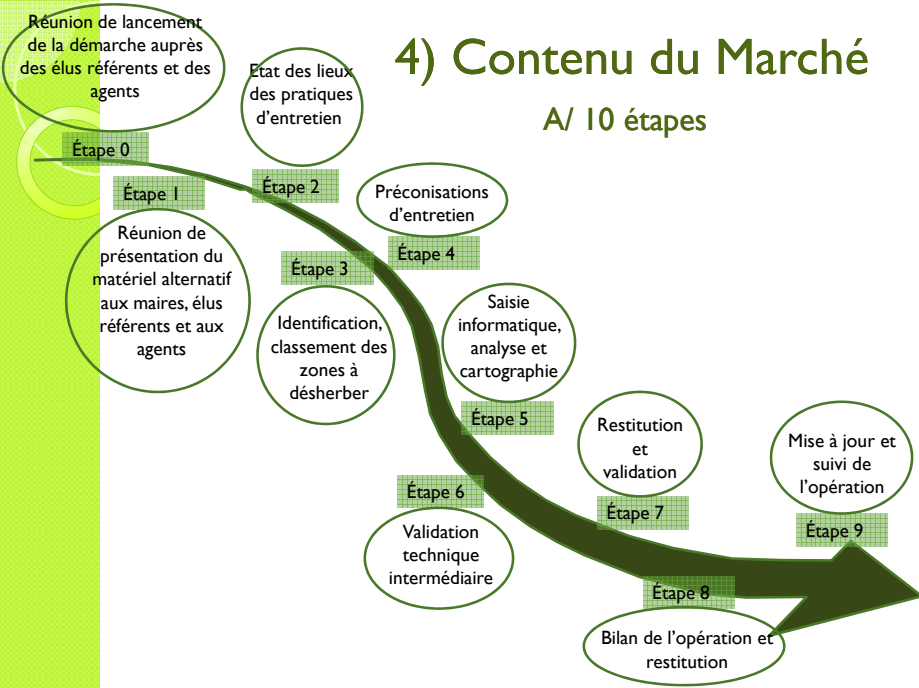 4) Contenu du Marché
A/ 10 étapes
Réunion de lancement
de la démarche auprès
des élus référents et des
agents
Étape 0
Étape 1
Réunion de
présentation du
matériel alternatif
aux maires, élus
référents et aux
agents
Etat des lieux
des pratiques
d’entretien
Étape 2
Étape 3
Identification,
classement des
zones à
désherber
Préconisations
d’entretien
Étape 4
Saisie
informatique,
analyse et
cartographie
Étape 5
Étape 6
Validation
technique
intermédiaire
Restitution
et
validation
Étape 7
Étape 8
Bilan de l’opération et
restitution
Mise à jour et
suivi de
l’opération
Étape 9